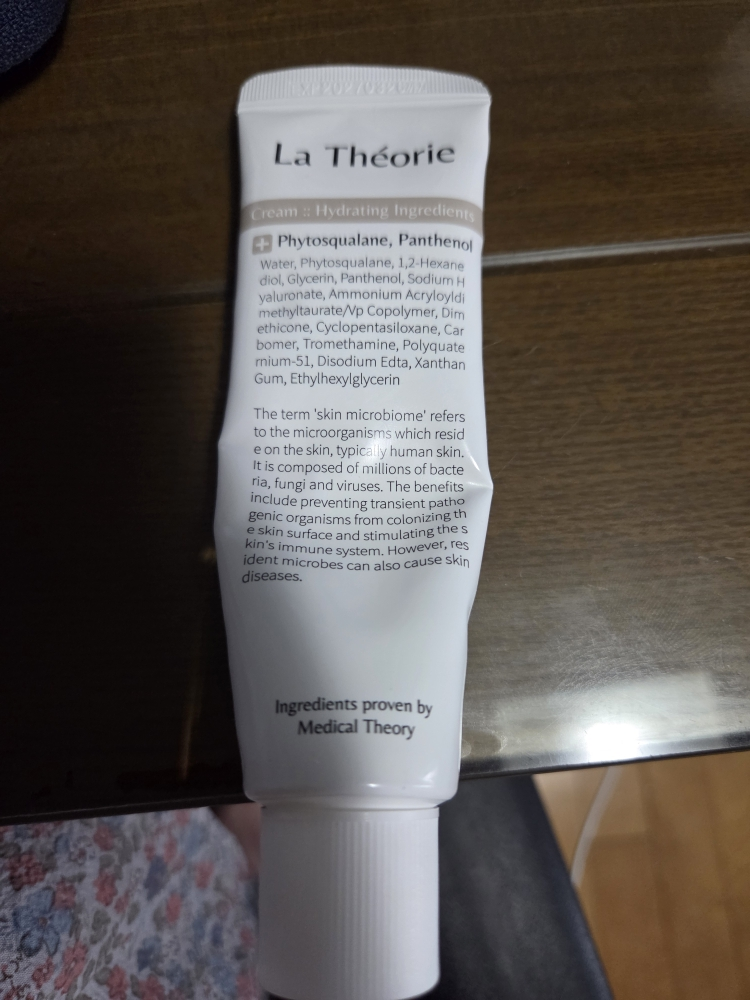 La Théorie
Cream :: Hydrating Ingredients
Phytosqualane, Panthenol
Water, Phytosqualane, 1,2-Hexane
diol, Glycerin, Panthenol, Sodium H
yaluronate, Ammonium Acryloyldi
methyltaurate/Vp Copolymer, Dim
ethicone, Cyclopentasiloxane, Car
bomer, Tromethamine, Polyquate
rnium-51, Disodium Edta, Xanthan
Gum, Ethylhexylglycerin
The term 'skin microbiome' refers
to the microorganisms which resid
e on the skin, typically human skin.
It is composed of millions of bacte
ria, fungi and viruses. The benefits
include preventing transient patho
genic organisms from colonizing th
e skin surface and stimulating the s
kin's immune system. However, res
ident microbes can also cause skin
diseases.
Ingredients proven by
Medical Theory